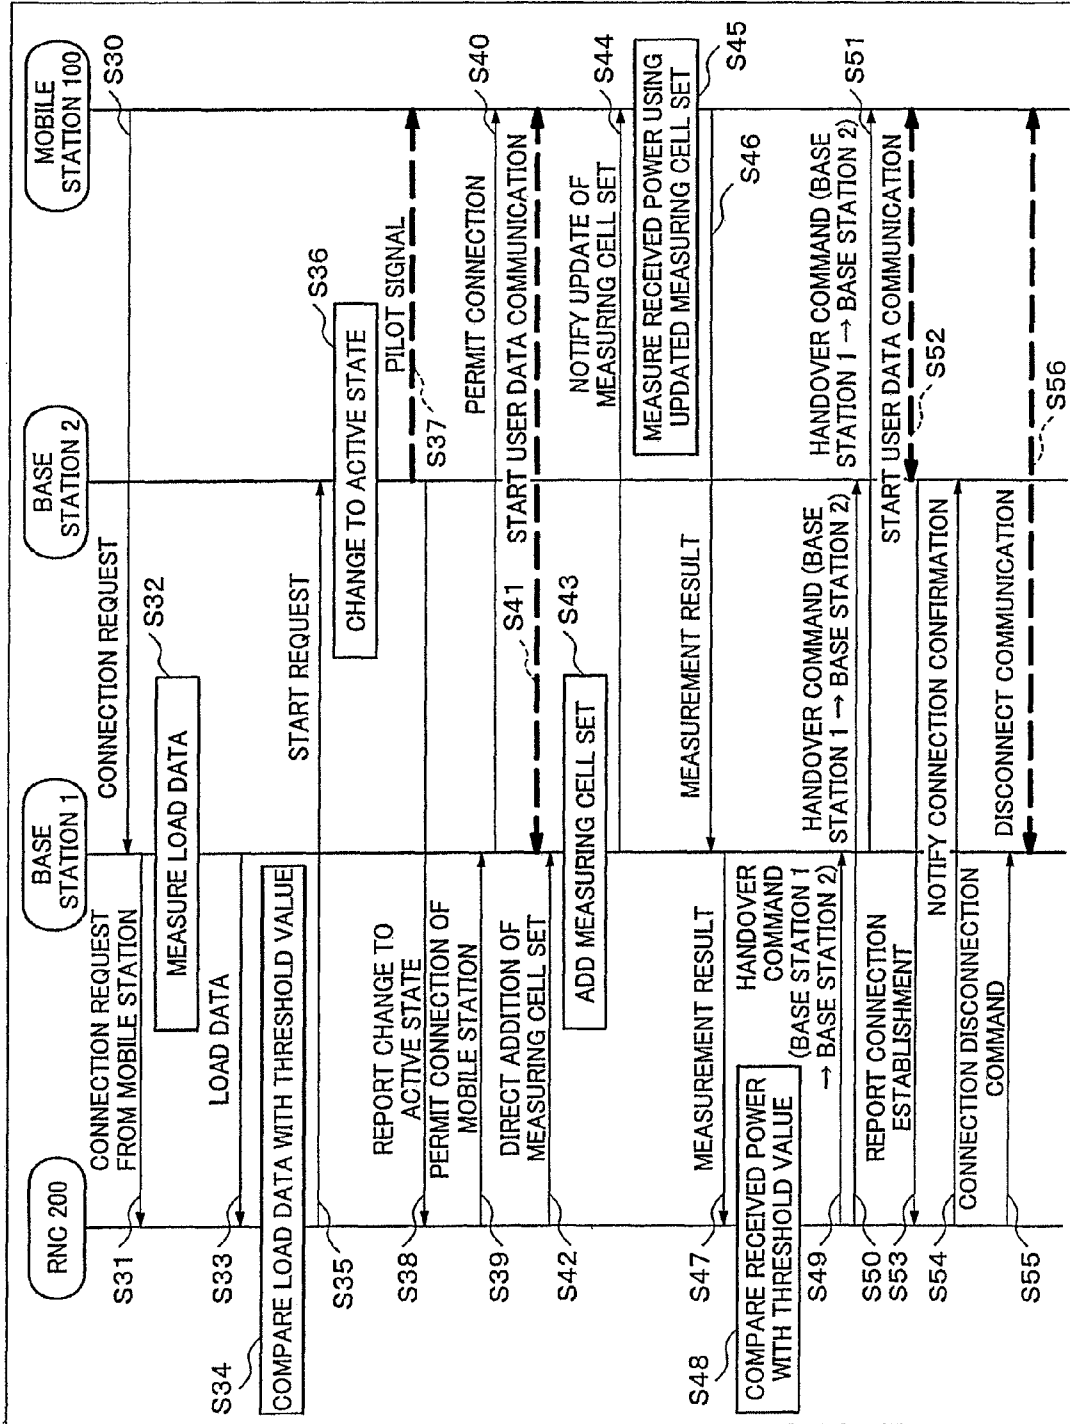 RNC 200
BASE
STATION 1
BASE
STATION 2
MOBILE
STATION 100
CONNECTION REQUEST
S30
CONNECTION REQUEST
FROM MOBILE STATION
S31
MEASURE LOAD DATA
S32
LOAD DATA
S33
COMPARE LOAD DATA WITH THRESHOLD VALUE
S34
START REQUEST
S35
CHANGE TO ACTIVE STATE
S36
PILOT SIGNAL
S37
REPORT CHANGE TO
ACTIVE STATE
S38
PERMIT CONNECTION OF
MOBILE STATION
S39
PERMIT CONNECTION
S40
START USER DATA COMMUNICATION
S41
DIRECT ADDITION OF
MEASURING CELL SET
S42
ADD MEASURING CELL SET
S43
NOTIFY UPDATE OF
MEASURING CELL SET
S44
MEASURE RECEIVED POWER USING
UPDATED MEASURING CELL SET
S45
MEASUREMENT RESULT
S46
MEASUREMENT RESULT
S47
COMPARE RECEIVED POWER
WITH THRESHOLD VALUE
S48
HANDOVER
COMMAND
(BASE STATION 1
→ BASE STATION 2)
S49
HANDOVER COMMAND (BASE
STATION 1 → BASE STATION 2)
S50
HANDOVER COMMAND (BASE
STATION 1 → BASE STATION 2)
S51
START USER DATA COMMUNICATION
S52
REPORT CONNECTION
ESTABLISHMENT
S53
NOTIFY CONNECTION CONFIRMATION
S54
CONNECTION DISCONNECTION
COMMAND
S55
DISCONNECT COMMUNICATION
S56